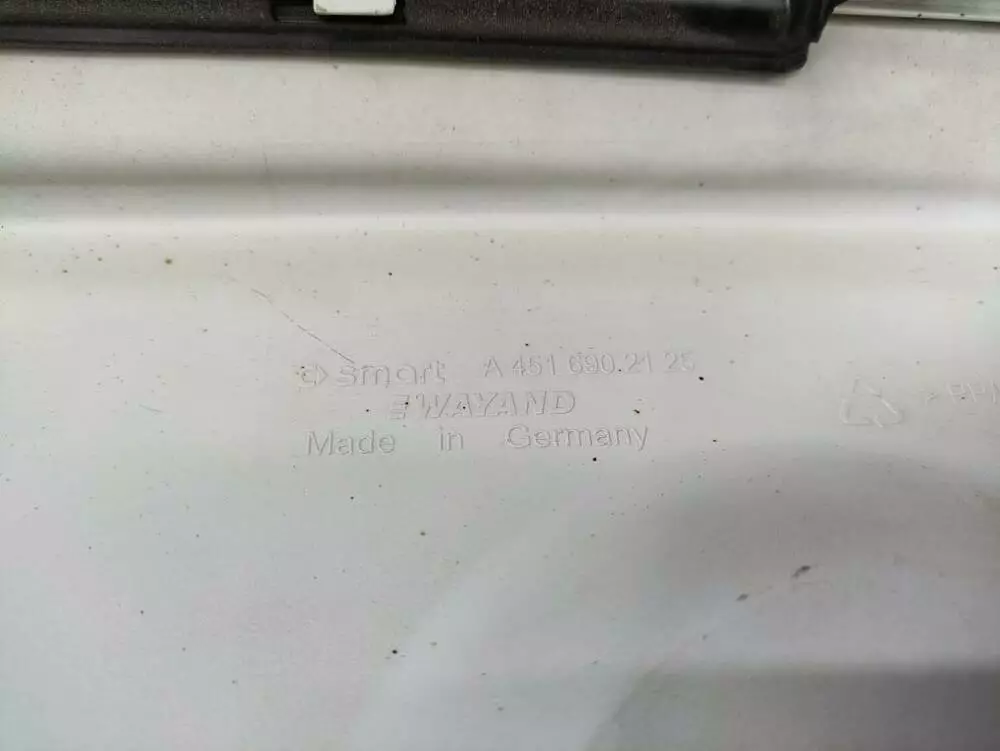 smart A 451 690 21 25
WAYAND
Made in Germany